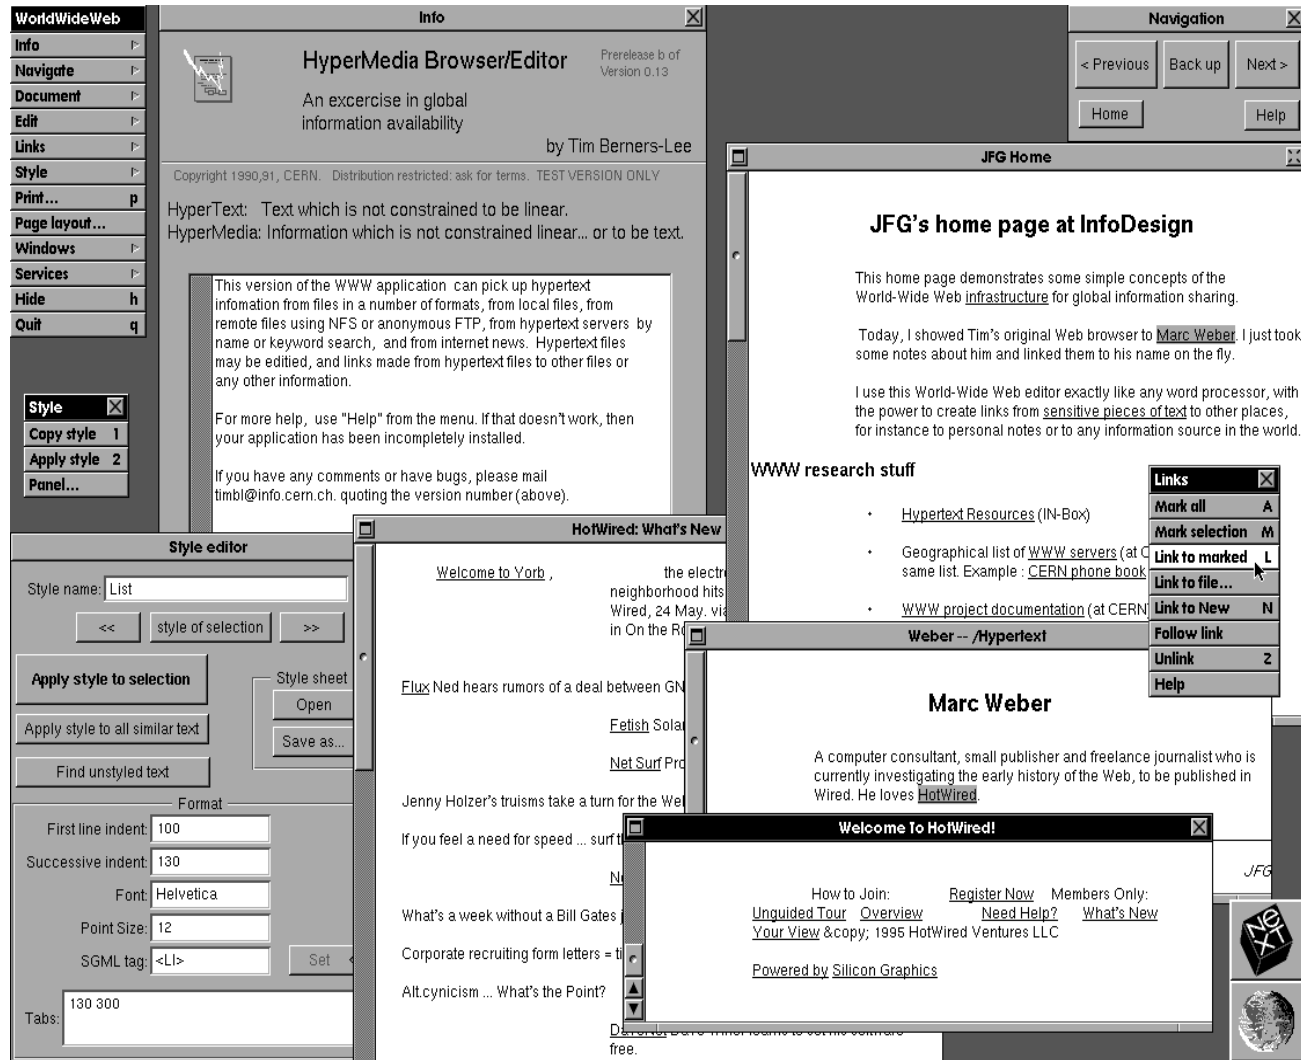 WorldWideWeb
Info
Navigate
Document
Edit
Links
Style
Print... p
Page layout...
Windows
Services
Hide h
Quit q
Style
Copy style 1
Apply style 2
Panel...
Info
HyperMedia Browser/Editor
Prerelease b of
Version 0.13
An excercise in global
information availability
by Tim Berners-Lee
Copyright 1990,91, CERN. Distribution restricted: ask for terms. TEST VERSION ONLY
HyperText: Text which is not constrained to be linear.
HyperMedia: Information which is not constrained linear... or to be text.
This version of the WWW application can pick up hypertext
infomation from files in a number of formats, from local files, from
remote files using NFS or anonymous FTP, from hypertext servers by
name or keyword search, and from internet news. Hypertext files
may be editied, and links made from hypertext files to other files or
any other information.
For more help, use "Help" from the menu. If that doesn't work, then
your application has been incompletely installed.
If you have any comments or have bugs, please mail
timbl@info.cern.ch. quoting the version number (above).
Navigation
< Previous Back up Next >
Home Help
JFG Home
JFG's home page at InfoDesign
This home page demonstrates some simple concepts of the
World-Wide Web infrastructure for global information sharing.
Today, I showed Tim's original Web browser to Marc Weber. I just took
some notes about him and linked them to his name on the fly.
I use this World-Wide Web editor exactly like any word processor, with
the power to create links from sensitive pieces of text to other places,
for instance to personal notes or to any information source in the world.
WWW research stuff
• Hypertext Resources (IN-Box)
• Geographical list of WWW servers (at C
same list. Example : CERN phone book
• WWW project documentation (at CERN
Links
Mark all A
Mark selection M
Link to marked L
Link to file...
Link to New N
Follow link
Unlink Z
Help
Style editor
Style name: List
<< style of selection >>
Apply style to selection
Apply style to all similar text
Find unstyled text
Style sheet
Open
Save as...
Format
First line indent: 100
Successive indent: 130
Font: Helvetica
Point Size: 12
SGML tag: <LI>
Set
Tabs: 130 300
HotWired: What's New
Welcome to Yorb , the electr
neighborhood hits
Wired, 24 May. via
in On the Ro
Flux Ned hears rumors of a deal between GN
Fetish Solar
Net Surf Pro
Jenny Holzer's truisms take a turn for the We
If you feel a need for speed ... surf t
Ne
What's a week without a Bill Gates j
Corporate recruiting form letters = ti
Alt.cynicism ... What's the Point?
free.
Weber -- /Hypertext
Marc Weber
A computer consultant, small publisher and freelance journalist who is
currently investigating the early history of the Web, to be published in
Wired. He loves HotWired.
JFG
Welcome To HotWired!
How to Join: Register Now Members Only:
Unguided Tour Overview Need Help? What's New
Your View &copy; 1995 HotWired Ventures LLC
Powered by Silicon Graphics
NeXT